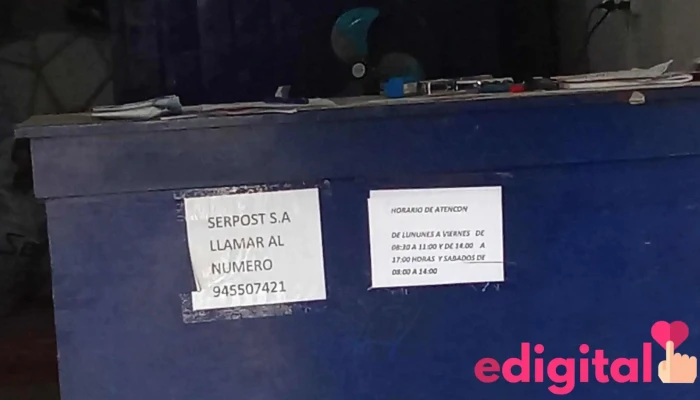 SERPOST S.A
LLAMAR AL
NUMERO
945507421
HORARIO DE ATENCON
DE LUNUNES A VIERNES DE
08:30 A 11:00 Y DE 14:00 A
17:00 HORAS Y SABADOS DE
08:00 A 14:00
edigital